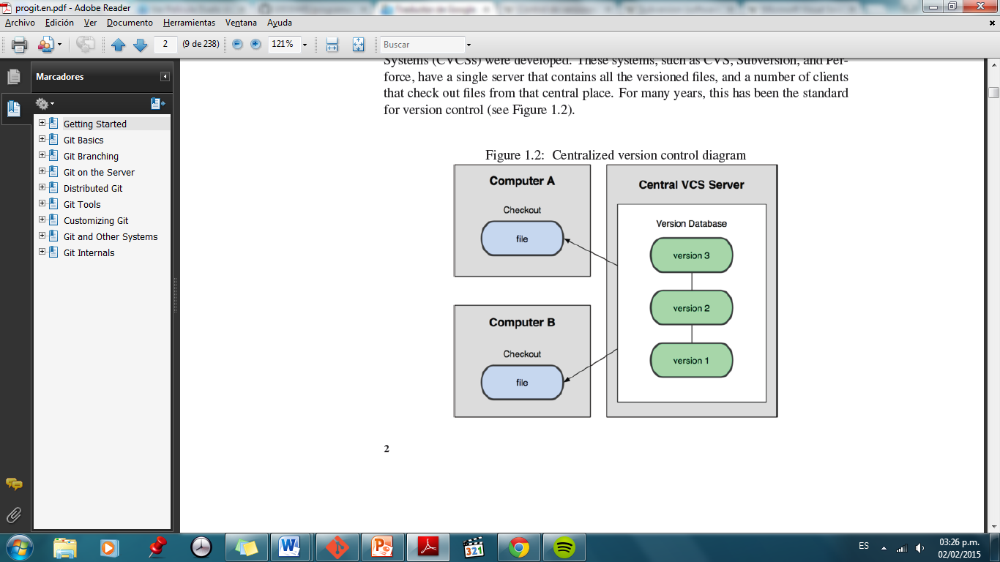 progit.en.pdf - Adobe Reader
Traductor de Google
Archivo Edición Ver Documento Herramientas Ventana Ayuda
2 (9 de 238) 121% Buscar
Marcadores
Getting Started
Git Basics
Git Branching
Git on the Server
Distributed Git
Git Tools
Customizing Git
Git and Other Systems
Git Internals
Systems (CVCSs) were developed. These systems, such as CVS, Subversion, and Per-
force, have a single server that contains all the versioned files, and a number of clients
that check out files from that central place. For many years, this has been the standard
for version control (see Figure 1.2).
Figure 1.2: Centralized version control diagram
Computer A
Checkout
file
Computer B
Checkout
file
Central VCS Server
Version Database
version 3
version 2
version 1
2
321
ES
03:26 p.m.
02/02/2015